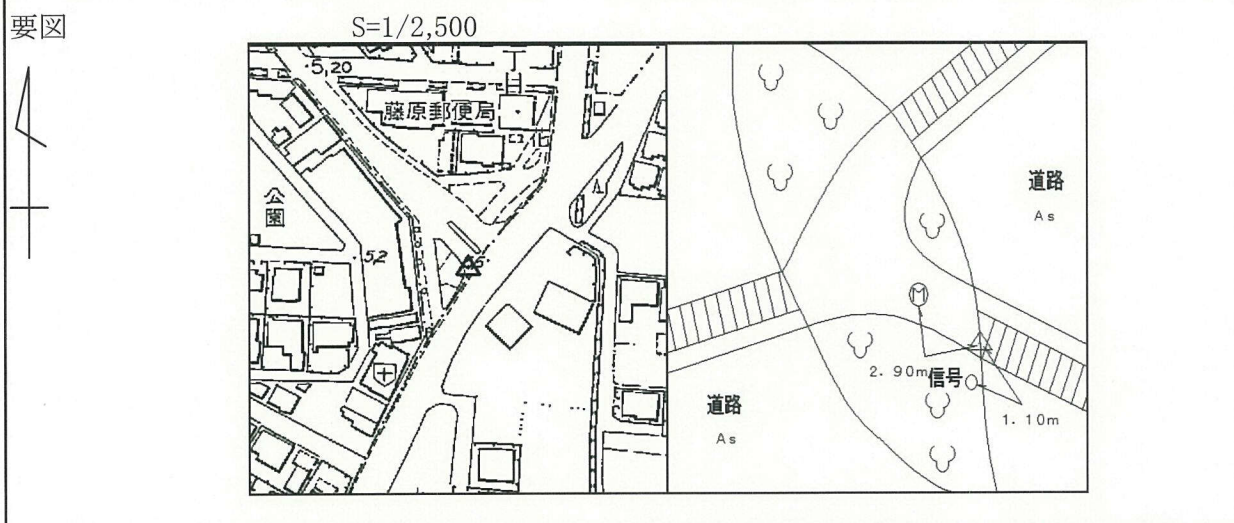 要図
S=1/2,500
5,20
藤原郵便局
公園
5,2
道路
As
M
2.90m
信号
1.10m
道路
As